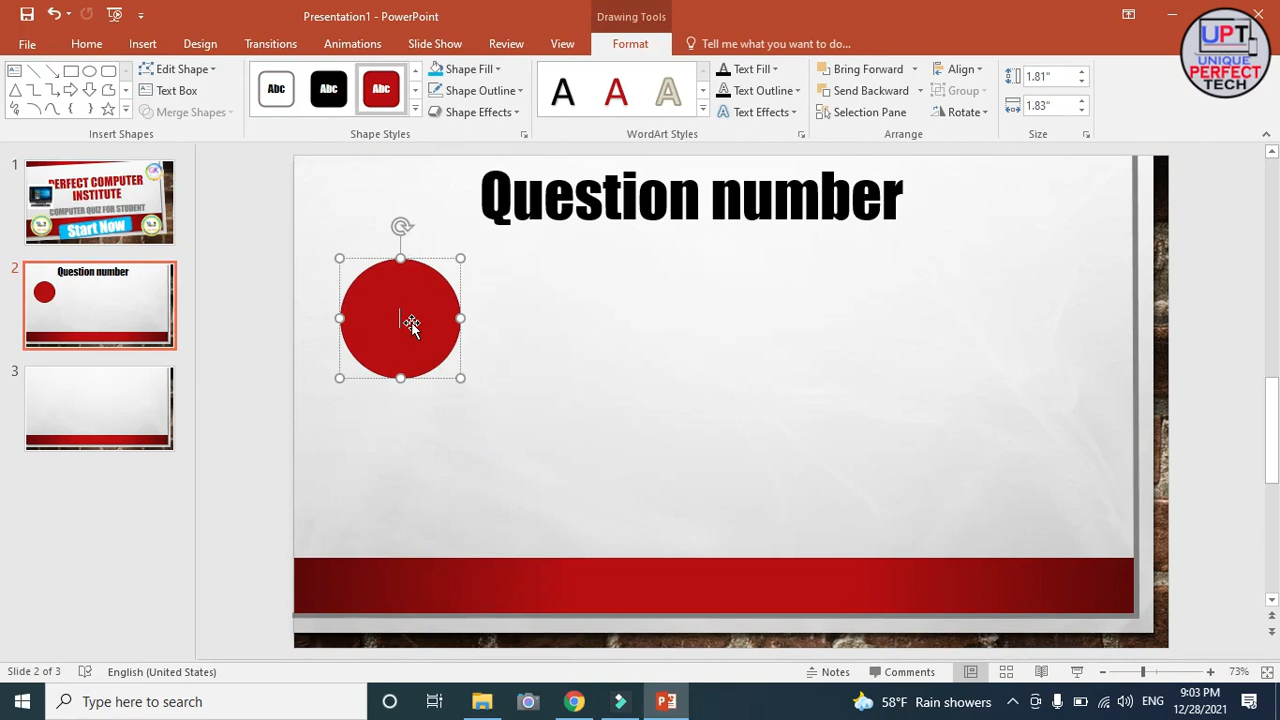 Presentation1 - PowerPoint
Drawing Tools
File
Home
Insert
Design
Transitions
Animations
Slide Show
Review
View
Format
Tell me what you want to do...
UPT
UNIQUE
PERFECT
TECH
Edit Shape
Text Box
Merge Shapes
Insert Shapes
Abc
Abc
Abc
Shape Fill
Shape Outline
Shape Effects
Shape Styles
A
A
A
Text Fill
Text Outline
Text Effects
WordArt Styles
Bring Forward
Send Backward
Selection Pane
Align
Group
Rotate
Arrange
1.81"
1.83"
Size
1
PERFECT COMPUTER
INSTITUTE
COMPUTER QUIZ FOR STUDENT
Start Now
2
Question number
3
Question number
Slide 2 of 3
English (United States)
Notes
Comments
73%
Type here to search
58°F Rain showers
ENG
9:03 PM
12/28/2021